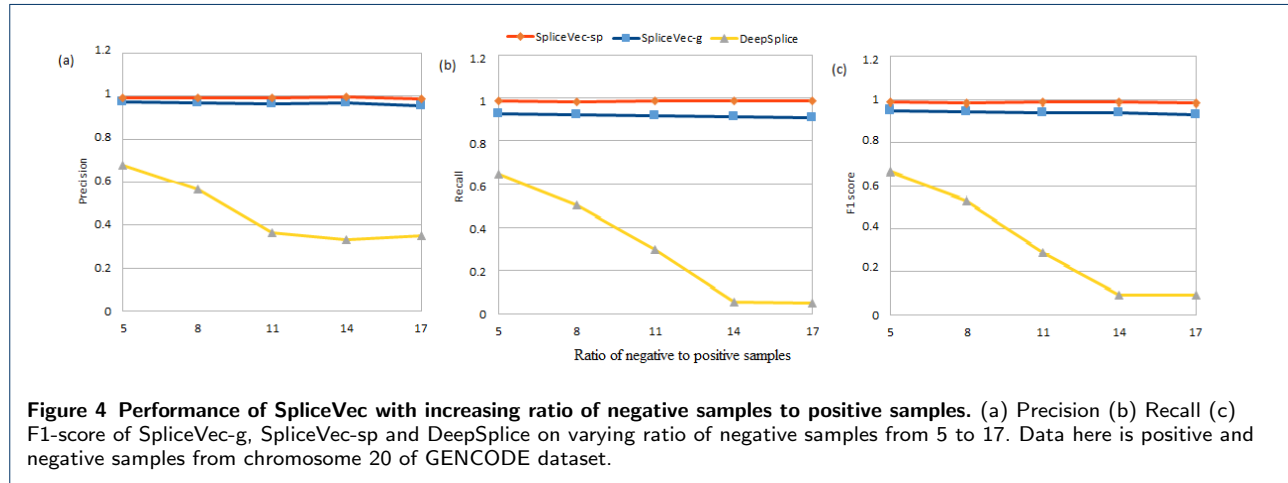 SpliceVec-sp SpliceVec-g DeepSplice
(a)
1.2
1
0.8
0.6
0.4
0.2
0
Precision
5 8 11 14 17
(b)
1.2
1
0.8
0.6
0.4
0.2
0
Recall
5 8 11 14 17
Ratio of negative to positive samples
(c)
1.2
1
0.8
0.6
0.4
0.2
0
F1 score
5 8 11 14 17
Figure 4 Performance of SpliceVec with increasing ratio of negative samples to positive samples. (a) Precision (b) Recall (c)
F1-score of SpliceVec-g, SpliceVec-sp and DeepSplice on varying ratio of negative samples from 5 to 17. Data here is positive and
negative samples from chromosome 20 of GENCODE dataset.